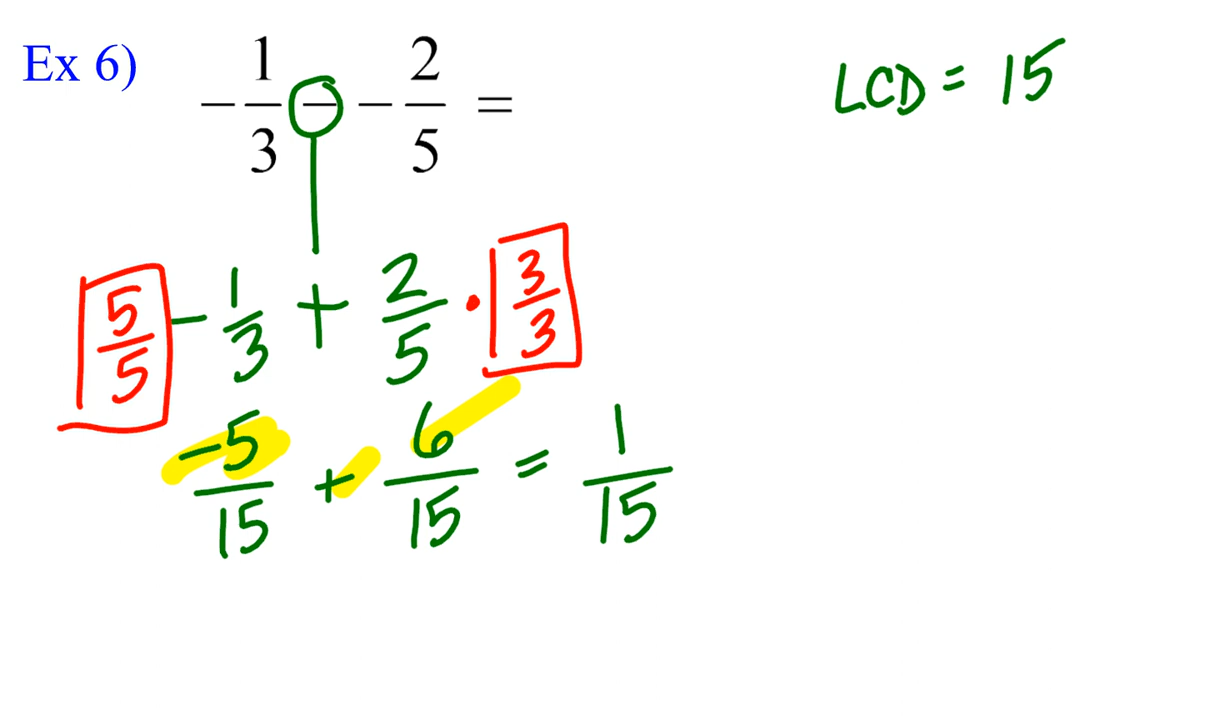 Ex 6) -1/3 - -2/5 =
LCD = 15
5/5 -1/3 + 2/5 · 3/3
-5/15 + 6/15 = 1/15